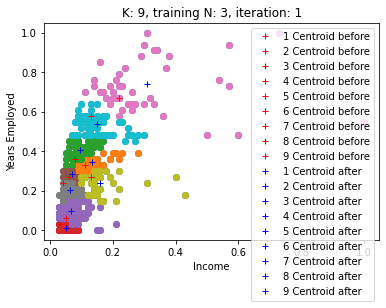 K: 9, training N: 3, iteration: 1
1.0
0.8
0.6
0.4
0.2
0.0
Years Employed
0.0
0.2
0.4
0.6
0.8
1.0
Income
1 Centroid before
2 Centroid before
3 Centroid before
4 Centroid before
5 Centroid before
6 Centroid before
7 Centroid before
8 Centroid before
9 Centroid before
1 Centroid after
2 Centroid after
3 Centroid after
4 Centroid after
5 Centroid after
6 Centroid after
7 Centroid after
8 Centroid after
9 Centroid after